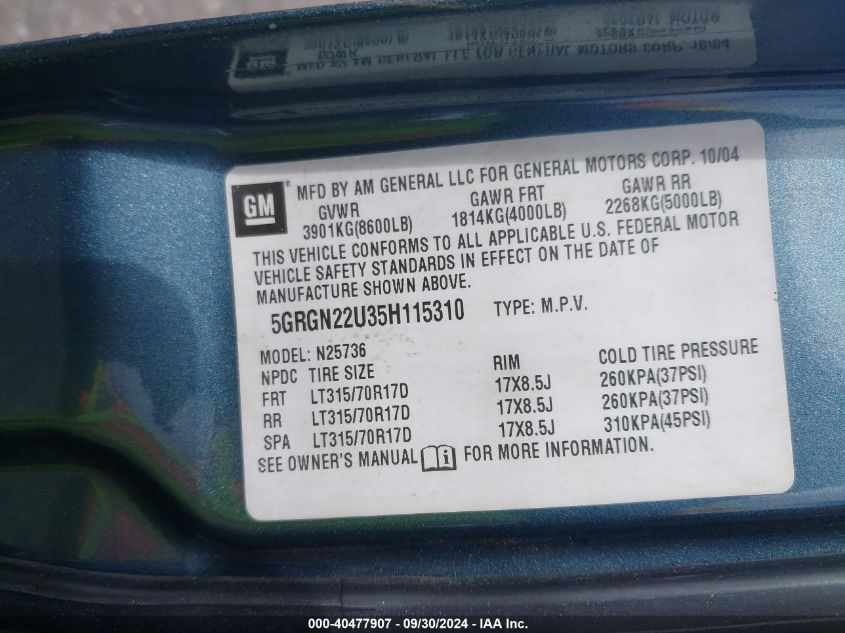 GM ® MFD BY AM GENERAL LLC FOR GENERAL MOTORS CORP. 10/04
GVWR GAWR FRT GAWR RR
3901KG(8600LB) 1814KG(4000LB) 2268KG(5000LB)
THIS VEHICLE CONFORMS TO ALL APPLICABLE U.S. FEDERAL MOTOR
VEHICLE SAFETY STANDARDS IN EFFECT ON THE DATE OF
MANUFACTURE SHOWN ABOVE.
5GRGN22U35H115310 TYPE: M.P.V.
MODEL: N25736
NPDC TIRE SIZE RIM COLD TIRE PRESSURE
FRT LT315/70R17D 17X8.5J 260KPA(37PSI)
RR LT315/70R17D 17X8.5J 260KPA(37PSI)
SPA LT315/70R17D 17X8.5J 310KPA(45PSI)
SEE OWNER'S MANUAL FOR MORE INFORMATION.
000-40477907 - 09/30/2024 - IAA Inc.